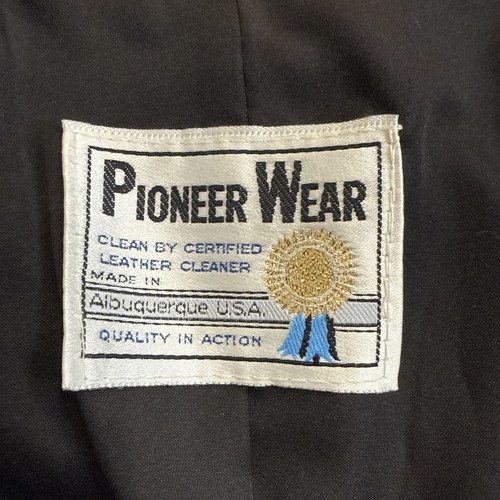 PIONEER WEAR
CLEAN BY CERTIFIED
LEATHER CLEANER
MADE IN
Albuquerque U.S.A.
QUALITY IN ACTION